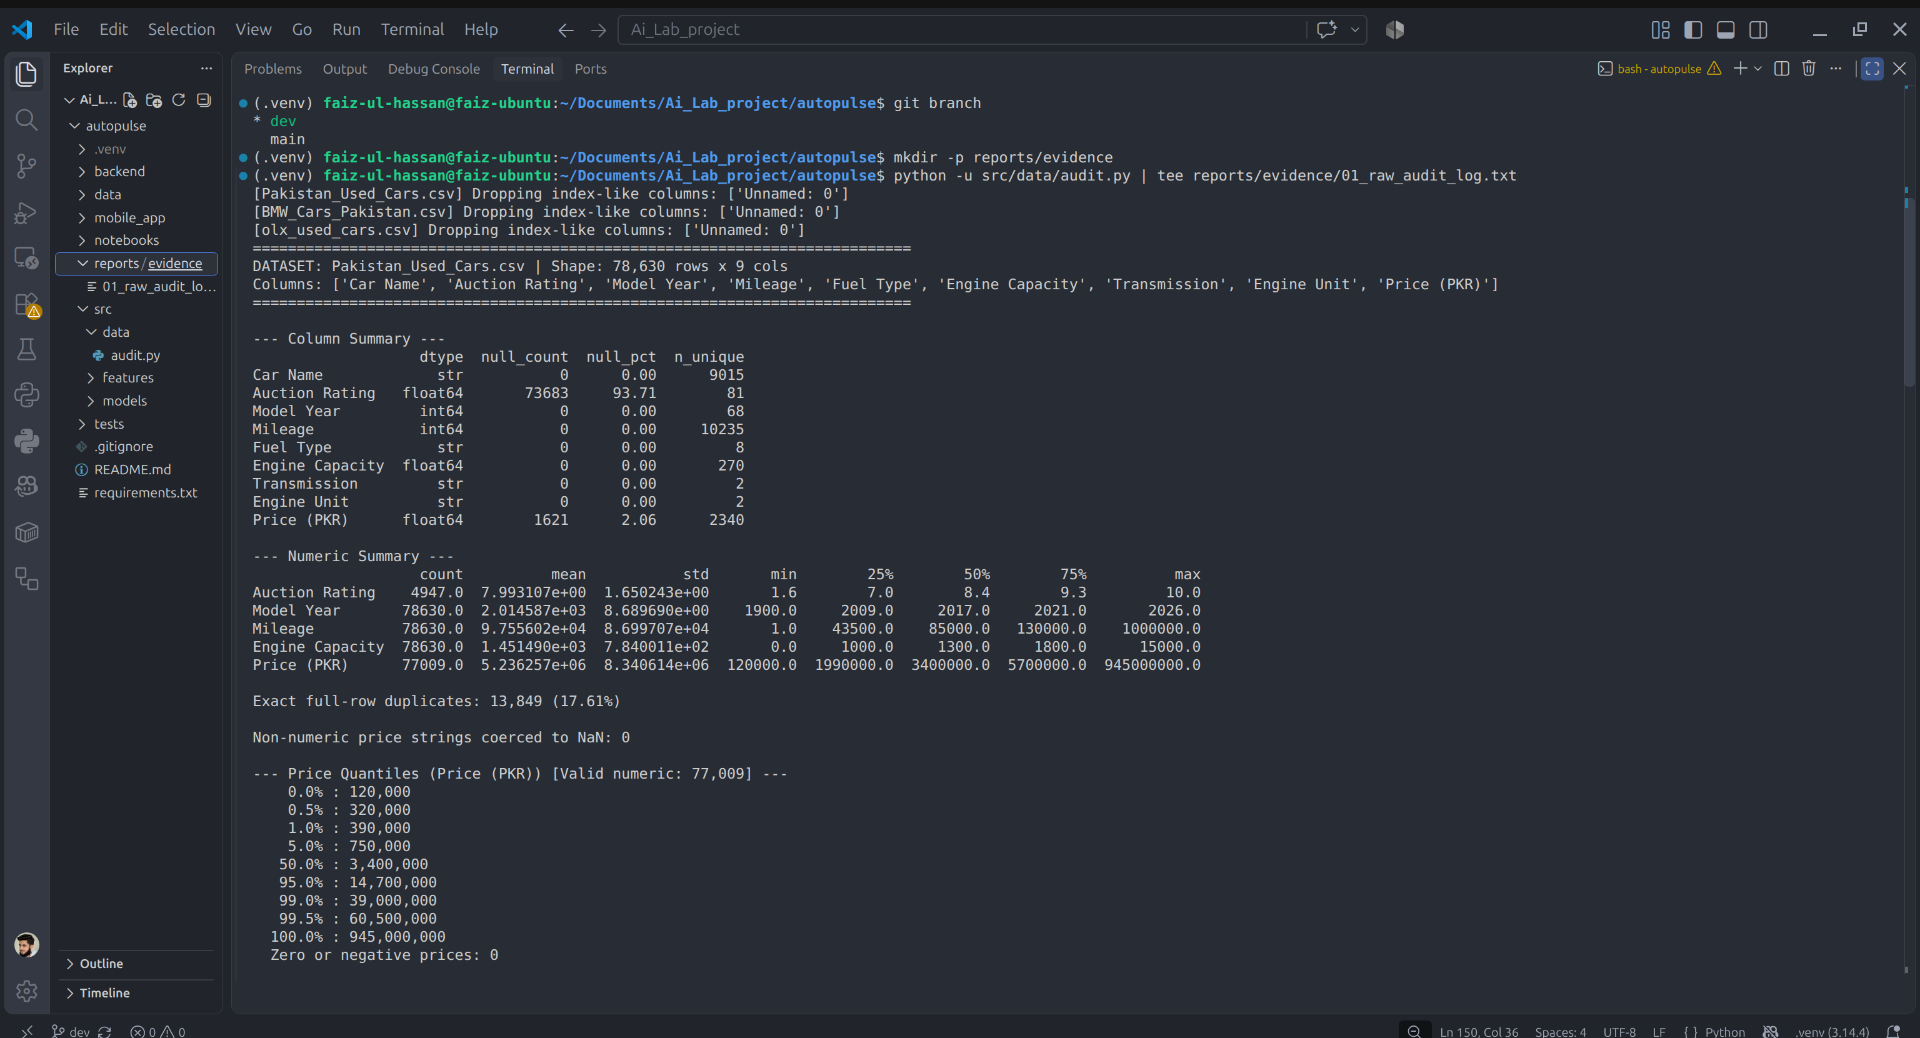 File Edit Selection View Go Run Terminal Help
Ai_Lab_project
Explorer
Ai_L...
autopulse
.venv
backend
data
mobile_app
notebooks
reports / evidence
01_raw_audit_lo...
src
data
audit.py
features
models
tests
.gitignore
README.md
requirements.txt
Outline
Timeline
Problems Output Debug Console Terminal Ports
bash - autopulse
(.venv) faiz-ul-hassan@faiz-ubuntu:~/Documents/Ai_Lab_project/autopulse$ git branch
* dev
  main
(.venv) faiz-ul-hassan@faiz-ubuntu:~/Documents/Ai_Lab_project/autopulse$ mkdir -p reports/evidence
(.venv) faiz-ul-hassan@faiz-ubuntu:~/Documents/Ai_Lab_project/autopulse$ python -u src/data/audit.py | tee reports/evidence/01_raw_audit_log.txt
[Pakistan_Used_Cars.csv] Dropping index-like columns: ['Unnamed: 0']
[BMW_Cars_Pakistan.csv] Dropping index-like columns: ['Unnamed: 0']
[olx_used_cars.csv] Dropping index-like columns: ['Unnamed: 0']
===========================================================================
DATASET: Pakistan_Used_Cars.csv | Shape: 78,630 rows x 9 cols
Columns: ['Car Name', 'Auction Rating', 'Model Year', 'Mileage', 'Fuel Type', 'Engine Capacity', 'Transmission', 'Engine Unit', 'Price (PKR)']
===========================================================================
--- Column Summary ---
                   dtype  null_count  null_pct  n_unique
Car Name             str           0      0.00      9015
Auction Rating   float64       73683     93.71        81
Model Year         int64           0      0.00        68
Mileage            int64           0      0.00     10235
Fuel Type            str           0      0.00         8
Engine Capacity  float64           0      0.00       270
Transmission         str           0      0.00         2
Engine Unit          str           0      0.00         2
Price (PKR)      float64        1621      2.06      2340
--- Numeric Summary ---
                   count          mean           std       min        25%        50%        75%          max
Auction Rating    4947.0  7.993107e+00  1.650243e+00       1.6        7.0        8.4        9.3         10.0
Model Year       78630.0  2.014587e+03  8.689690e+00    1900.0     2009.0     2017.0     2021.0       2026.0
Mileage          78630.0  9.755602e+04  8.699707e+04       1.0    43500.0    85000.0   130000.0    1000000.0
Engine Capacity  78630.0  1.451490e+03  7.840011e+02       0.0     1000.0     1300.0     1800.0      15000.0
Price (PKR)      77009.0  5.236257e+06  8.340614e+06  120000.0  1990000.0  3400000.0  5700000.0  945000000.0
Exact full-row duplicates: 13,849 (17.61%)
Non-numeric price strings coerced to NaN: 0
--- Price Quantiles (Price (PKR)) [Valid numeric: 77,009] ---
    0.0% : 120,000
    0.5% : 320,000
    1.0% : 390,000
    5.0% : 750,000
   50.0% : 3,400,000
   95.0% : 14,700,000
   99.0% : 39,000,000
   99.5% : 60,500,000
  100.0% : 945,000,000
  Zero or negative prices: 0
dev 0 0 Ln 150, Col 36 Spaces: 4 UTF-8 LF { } Python .venv (3.14.4)